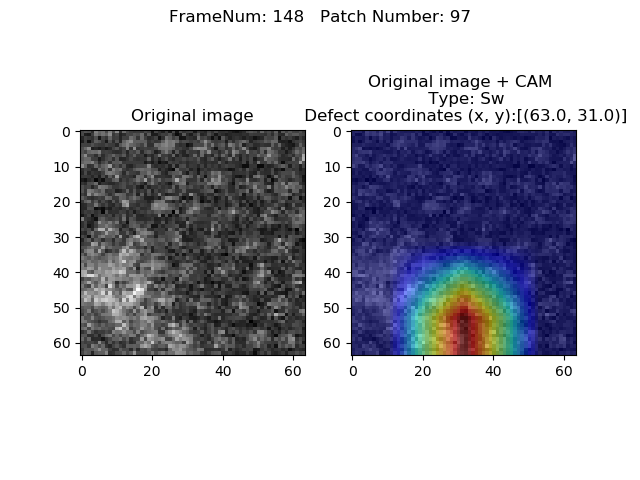 FrameNum: 148   Patch Number: 97
Original image
Original image + CAM
Type: Sw
Defect coordinates (x, y):[(63.0, 31.0)]
0
10
20
30
40
50
60
0 20 40 60
0
10
20
30
40
50
60
0 20 40 60